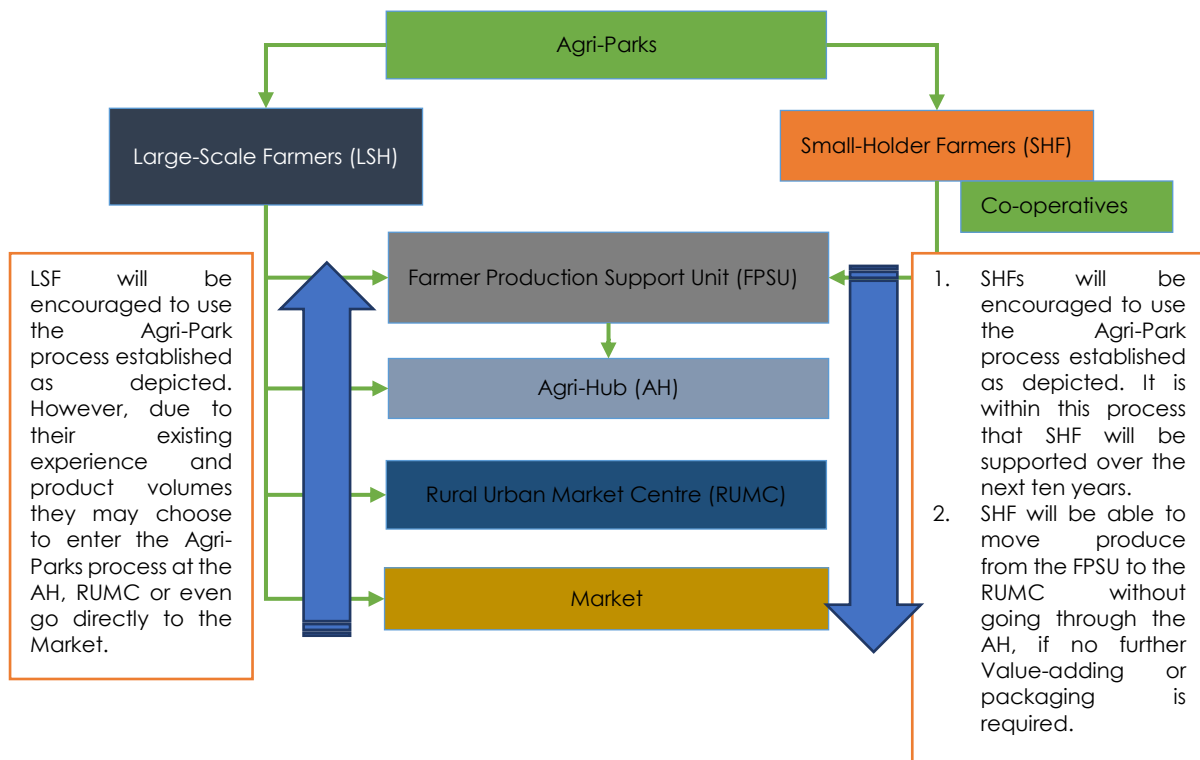 Agri-Parks
Large-Scale Farmers (LSH)
Small-Holder Farmers (SHF)
Co-operatives
LSF will be
encouraged to use
the Agri-Park
process established
as depicted.
However, due to
their existing
experience and
product volumes
they may choose
to enter the Agri-
Parks process at the
AH, RUMC or even
go directly to the
Market.
Farmer Production Support Unit (FPSU)
Agri-Hub (AH)
Rural Urban Market Centre (RUMC)
Market
1. SHFs will be
encouraged to use
the Agri-Park
process established
as depicted. It is
within this process
that SHF will be
supported over the
next ten years.
2. SHF will be able to
move produce
from the FPSU to the
RUMC without
going through the
AH, if no further
Value-adding or
packaging is
required.